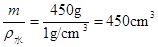 m/ρ水 = 450g/1g/cm³ = 450cm³